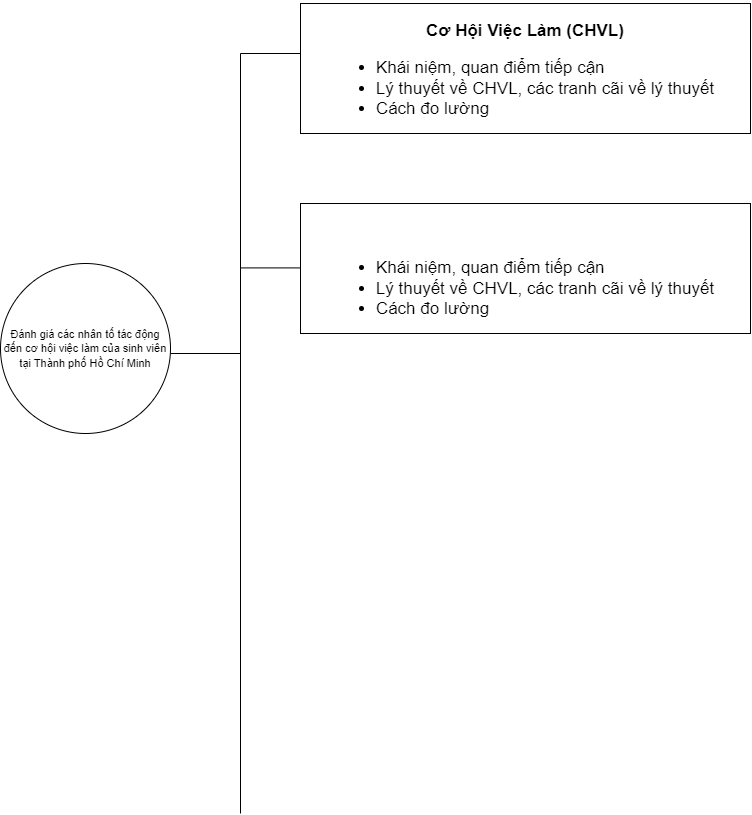 Cơ Hội Việc Làm (CHVL)
• Khái niệm, quan điểm tiếp cận
• Lý thuyết về CHVL, các tranh cãi về lý thuyết
• Cách đo lường
• Khái niệm, quan điểm tiếp cận
• Lý thuyết về CHVL, các tranh cãi về lý thuyết
• Cách đo lường
Đánh giá các nhân tố tác động
đến cơ hội việc làm của sinh viên
tại Thành phố Hồ Chí Minh